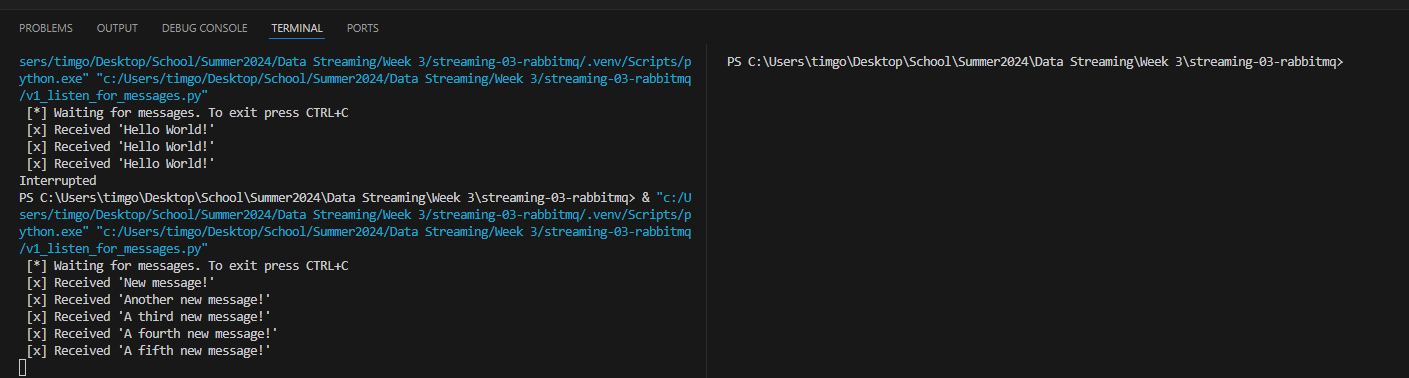 PROBLEMS OUTPUT DEBUG CONSOLE TERMINAL PORTS
sers/timgo/Desktop/School/Summer2024/Data Streaming/Week 3/streaming-03-rabbitmq/.venv/Scripts/p
ython.exe" "c:/Users/timgo/Desktop/School/Summer2024/Data Streaming/Week 3/streaming-03-rabbitmq
/v1_listen_for_messages.py"
[*] Waiting for messages. To exit press CTRL+C
[x] Received 'Hello World!'
[x] Received 'Hello World!'
[x] Received 'Hello World!'
Interrupted
PS C:\Users\timgo\Desktop\School\Summer2024\Data Streaming\Week 3\streaming-03-rabbitmq> & "c:/U
sers/timgo/Desktop/School/Summer2024/Data Streaming/Week 3/streaming-03-rabbitmq/.venv/Scripts/p
ython.exe" "c:/Users/timgo/Desktop/School/Summer2024/Data Streaming/Week 3/streaming-03-rabbitmq
/v1_listen_for_messages.py"
[*] Waiting for messages. To exit press CTRL+C
[x] Received 'New message!'
[x] Received 'Another new message!'
[x] Received 'A third new message!'
[x] Received 'A fourth new message!'
[x] Received 'A fifth new message!'
PS C:\Users\timgo\Desktop\School\Summer2024\Data Streaming\Week 3\streaming-03-rabbitmq>